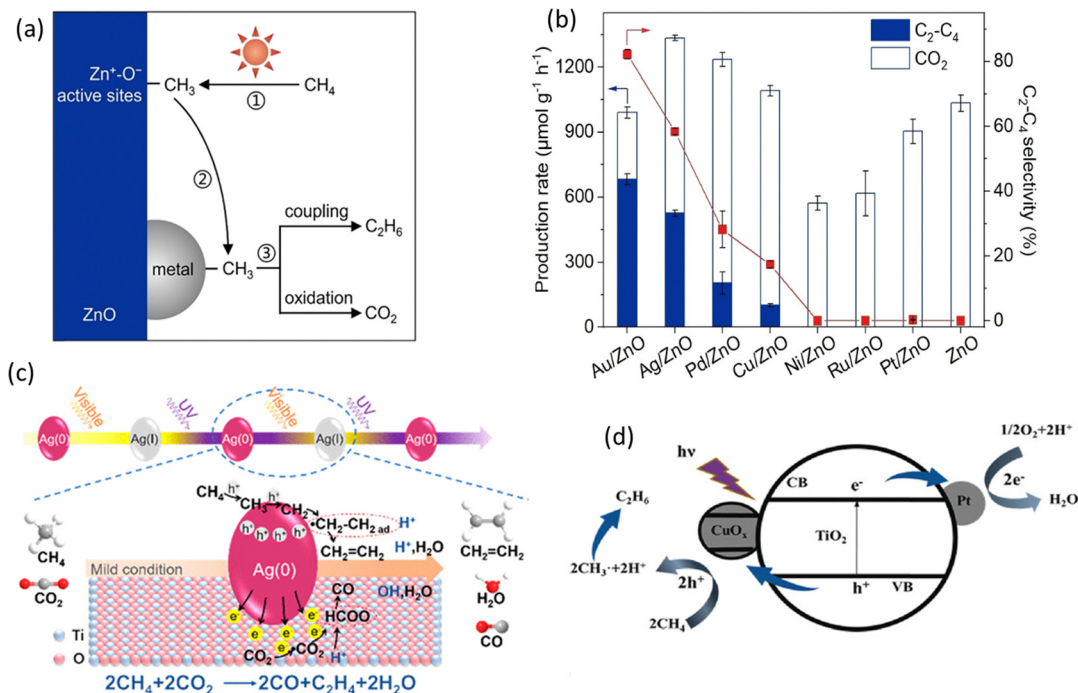 (a)
Zn⁺-O⁻
active sites
CH₃
①
CH₄
②
metal
CH₃
③
coupling
C₂H₆
oxidation
CO₂
ZnO
(b)
C₂-C₄
CO₂
Production rate (μmol g⁻¹ h⁻¹)
1200
900
600
300
0
80
60
40
20
0
C₂-C₄ selectivity (%)
Au/ZnO
Ag/ZnO
Pd/ZnO
Cu/ZnO
Ni/ZnO
Ru/ZnO
Pt/ZnO
ZnO
(c)
Visible
UV
Visible
UV
Ag(0)
Ag(I)
Ag(0)
Ag(I)
Ag(0)
CH₄
h⁺
CH₃
h⁺
CH₂
•CH₂-CH₂ ad
H⁺
h⁺
h⁺ h⁺ h⁺ h⁺
CH₂=CH₂
H⁺,H₂O
CH₄
CO₂
Mild condition
Ag(0)
CO
OH,H₂O
HCOO
e e e e e e
CO₂
CO₂
H⁺
Ti
O
CH₂=CH₂
H₂O
CO
2CH₄+2CO₂ → 2CO+C₂H₄+2H₂O
(d)
hν
CB
e⁻
Pt
1/2O₂+2H⁺
2e⁻
H₂O
C₂H₆
CuOₓ
TiO₂
2CH₃·+2H⁺
2h⁺
h⁺
VB
2CH₄